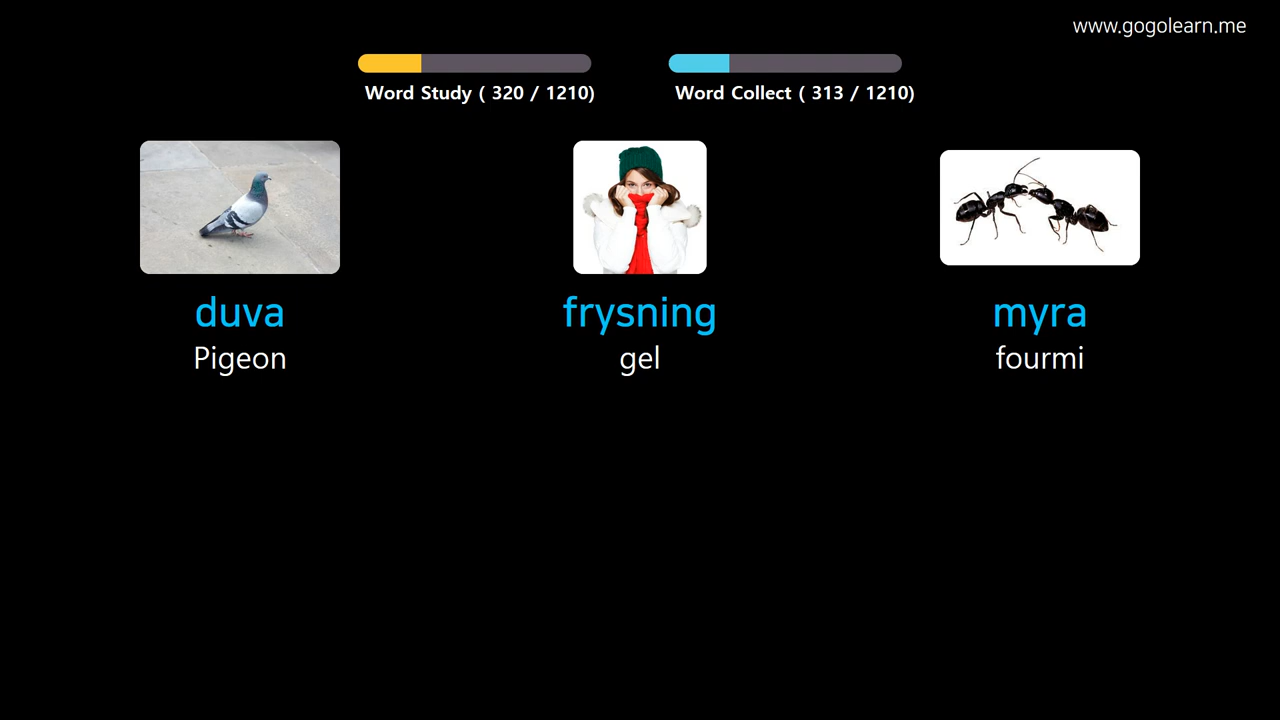 www.gogolearn.me
Word Study ( 320 / 1210)
Word Collect ( 313 / 1210)
duva
Pigeon
frysning
gel
myra
fourmi